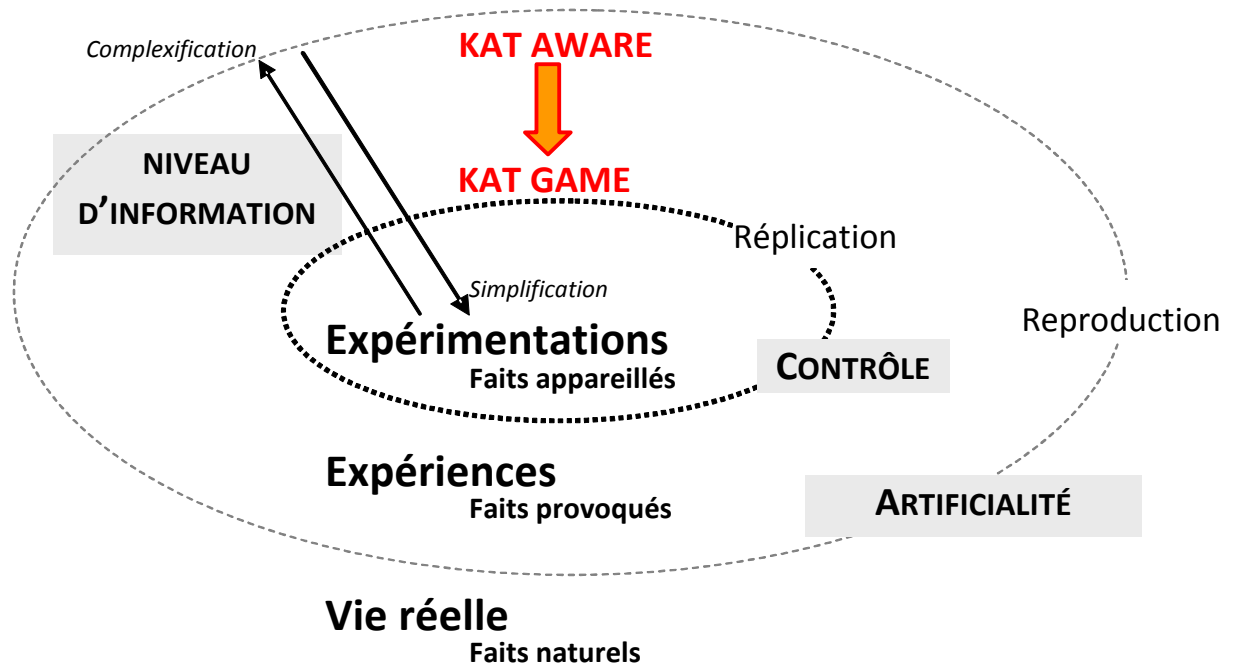 Complexification
KAT AWARE
NIVEAU
D'INFORMATION
KAT GAME
Réplication
Simplification
Reproduction
Expérimentations
Faits appareillés
CONTRÔLE
Expériences
Faits provoqués
ARTIFICIALITÉ
Vie réelle
Faits naturels